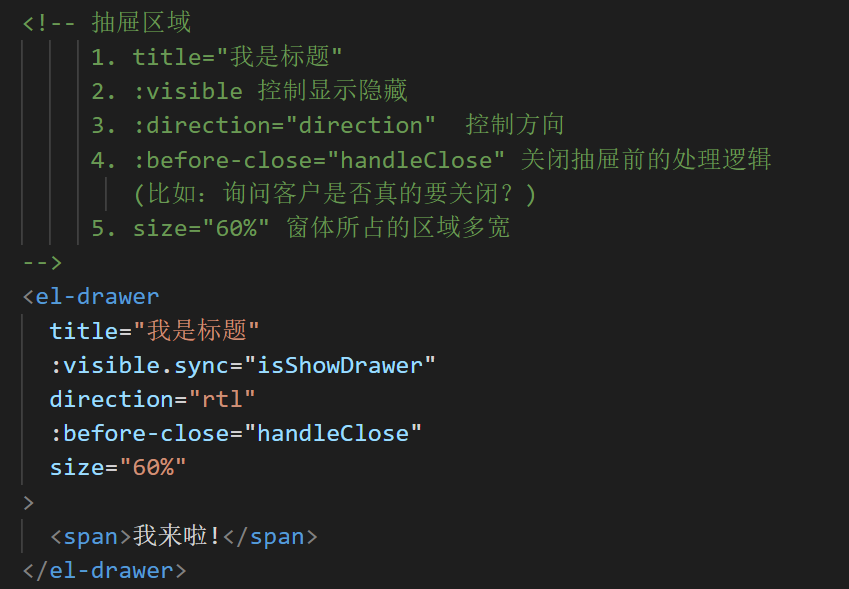 <!-- 抽屉区域
1. title="我是标题"
2. :visible 控制显示隐藏
3. :direction="direction"  控制方向
4. :before-close="handleClose" 关闭抽屉前的处理逻辑
(比如：询问客户是否真的要关闭？)
5. size="60%" 窗体所占的区域多宽
-->
<el-drawer
title="我是标题"
:visible.sync="isShowDrawer"
direction="rtl"
:before-close="handleClose"
size="60%"
>
<span>我来啦!</span>
</el-drawer>